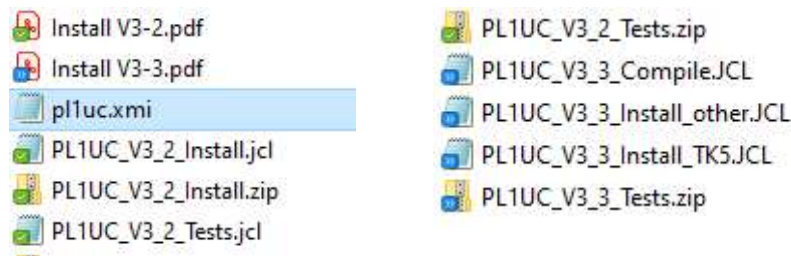 Install V3-2.pdf
Install V3-3.pdf
pl1uc.xmi
PL1UC_V3_2_Install.jcl
PL1UC_V3_2_Install.zip
PL1UC_V3_2_Tests.jcl
PL1UC_V3_2_Tests.zip
PL1UC_V3_3_Compile.JCL
PL1UC_V3_3_Install_other.JCL
PL1UC_V3_3_Install_TK5.JCL
PL1UC_V3_3_Tests.zip